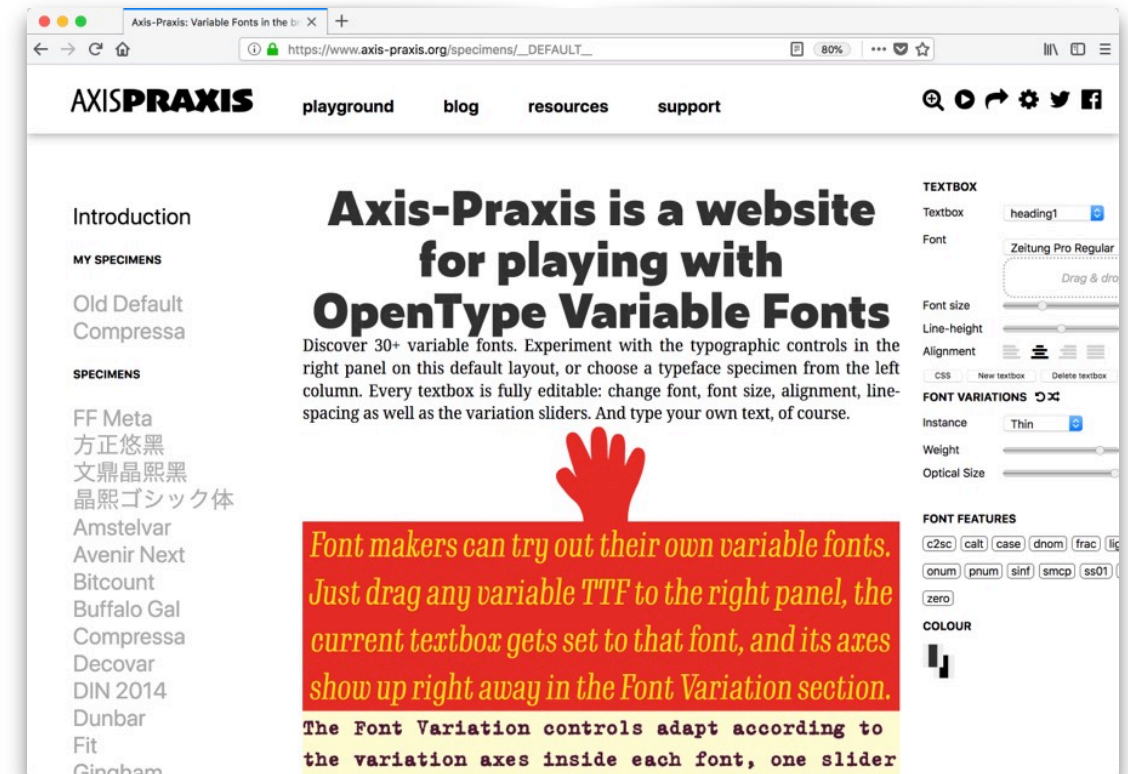 Axis-Praxis: Variable Fonts in the br
https://www.axis-praxis.org/specimens/__DEFAULT__
80%
AXISPRAXIS
playground blog resources support
Introduction
MY SPECIMENS
Old Default
Compressa
SPECIMENS
FF Meta
方正悠黑
文鼎晶熙黑
晶熙ゴシック体
Amstelvar
Avenir Next
Bitcount
Buffalo Gal
Compressa
Decovar
DIN 2014
Dunbar
Fit
Gingham
Axis-Praxis is a website
for playing with
OpenType Variable Fonts
Discover 30+ variable fonts. Experiment with the typographic controls in the
right panel on this default layout, or choose a typeface specimen from the left
column. Every textbox is fully editable: change font, font size, alignment, line-
spacing as well as the variation sliders. And type your own text, of course.
Font makers can try out their own variable fonts.
Just drag any variable TTF to the right panel, the
current textbox gets set to that font, and its axes
show up right away in the Font Variation section.
The Font Variation controls adapt according to
the variation axes inside each font, one slider
TEXTBOX
Textbox heading1
Font Zeitung Pro Regular
Drag & dro
Font size
Line-height
Alignment
CSS New textbox Delete textbox
FONT VARIATIONS
Instance Thin
Weight
Optical Size
FONT FEATURES
c2sc calt case dnom frac lig
onum pnum sinf smcp ss01
zero
COLOUR